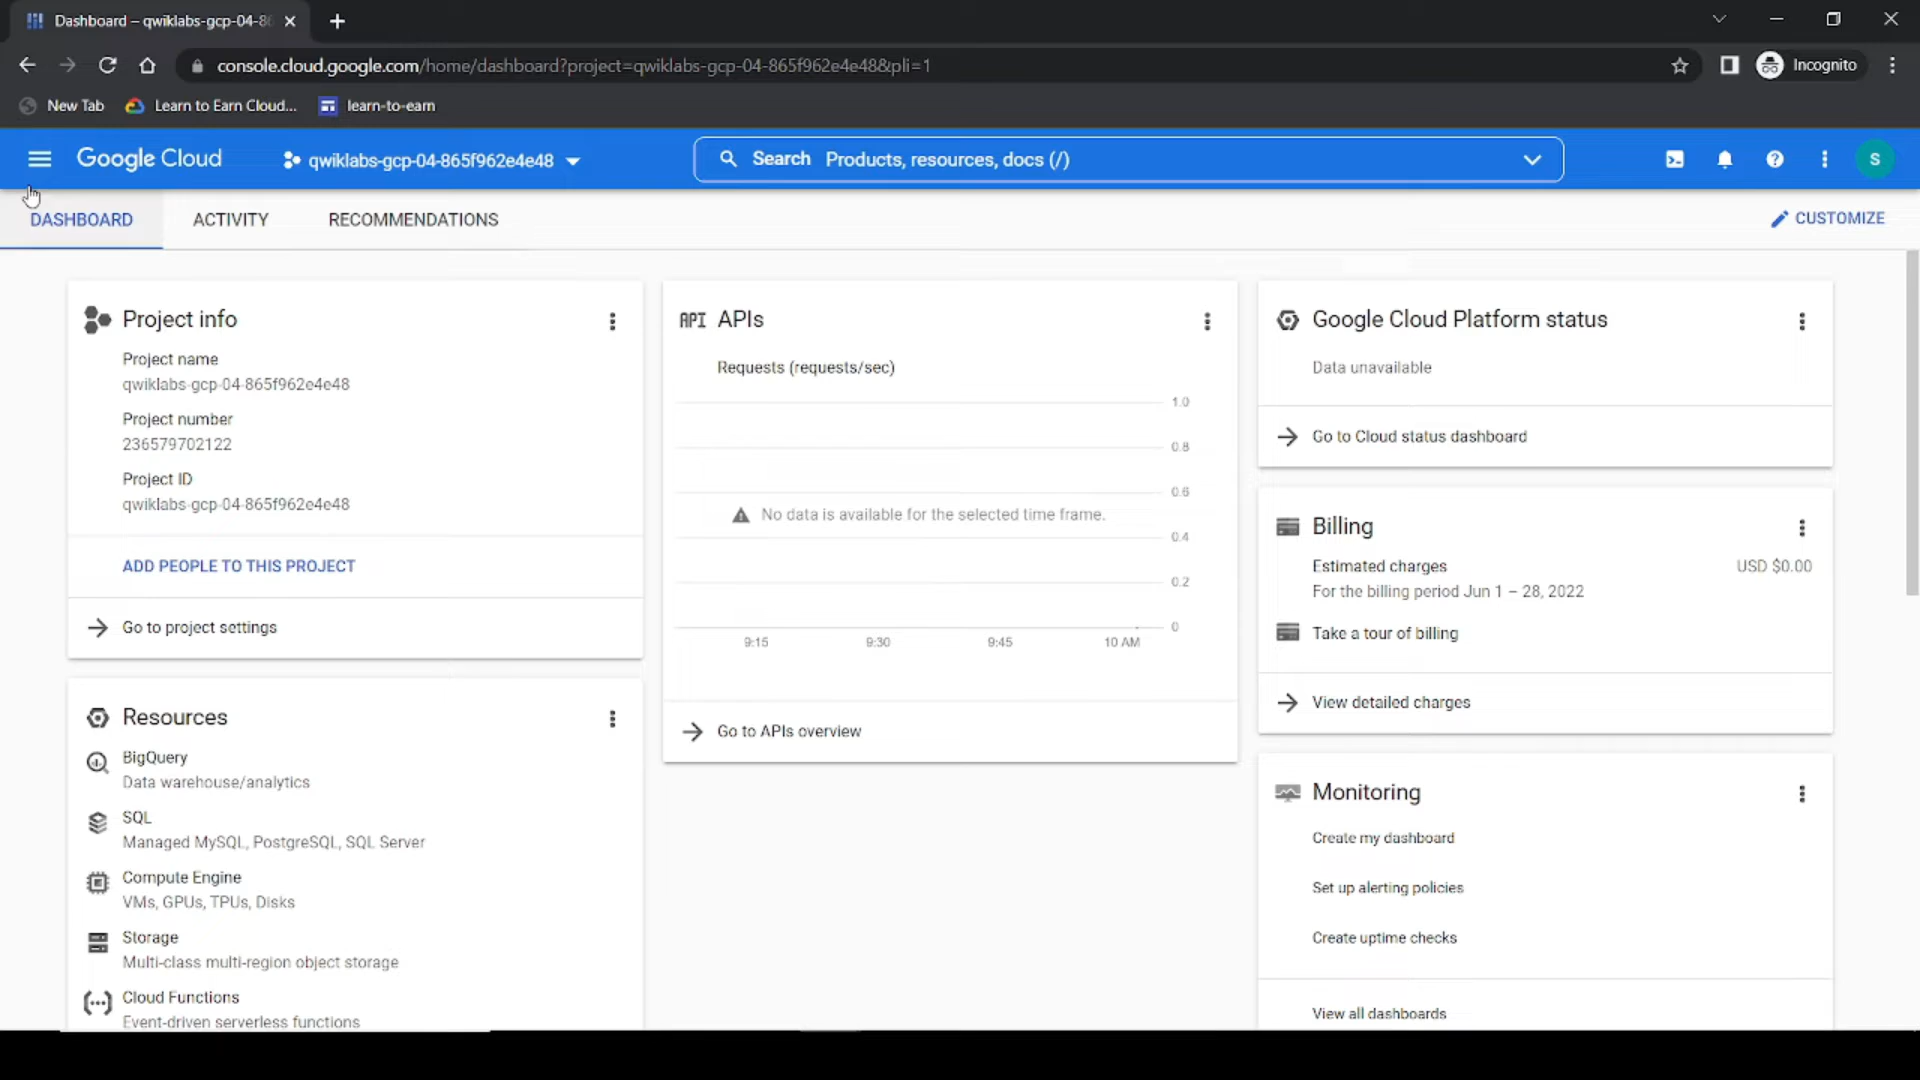 Dashboard – qwiklabs-gcp-04-86
console.cloud.google.com/home/dashboard?project=qwiklabs-gcp-04-865f962e4e48&pli=1
Incognito
New Tab
Learn to Earn Cloud...
learn-to-earn
Google Cloud
qwiklabs-gcp-04-865f962e4e48
Search Products, resources, docs (/)
S
DASHBOARD
ACTIVITY
RECOMMENDATIONS
CUSTOMIZE
Project info
Project name
qwiklabs-gcp-04-865f962e4e48
Project number
236579702122
Project ID
qwiklabs-gcp-04-865f962e4e48
ADD PEOPLE TO THIS PROJECT
Go to project settings
Resources
BigQuery
Data warehouse/analytics
SQL
Managed MySQL, PostgreSQL, SQL Server
Compute Engine
VMs, GPUs, TPUs, Disks
Storage
Multi-class multi-region object storage
Cloud Functions
Event-driven serverless functions
API APIs
Requests (requests/sec)
1.0
0.8
0.6
No data is available for the selected time frame.
0.4
0.2
0
9:15
9:30
9:45
10 AM
Go to APIs overview
Google Cloud Platform status
Data unavailable
Go to Cloud status dashboard
Billing
Estimated charges
USD $0.00
For the billing period Jun 1 – 28, 2022
Take a tour of billing
View detailed charges
Monitoring
Create my dashboard
Set up alerting policies
Create uptime checks
View all dashboards